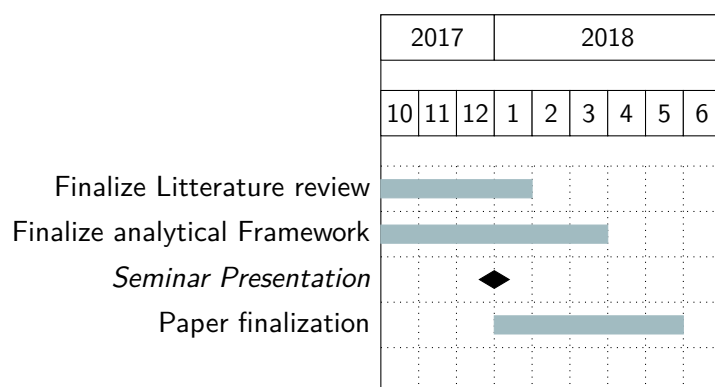 2017 2018
10 11 12 1 2 3 4 5 6
Finalize Litterature review
Finalize analytical Framework
Seminar Presentation
Paper finalization